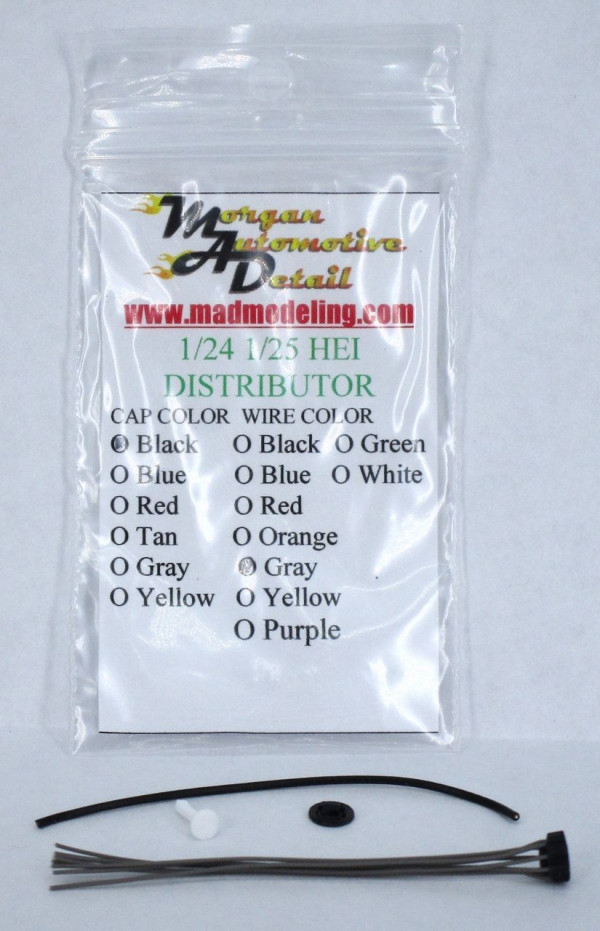 Morgan
Automotive
Detail
www.madmodeling.com
1/24 1/25 HEI
DISTRIBUTOR
CAP COLOR WIRE COLOR
O Black O Black O Green
O Blue O Blue O White
O Red O Red
O Tan O Orange
O Gray O Gray
O Yellow O Yellow
O Purple